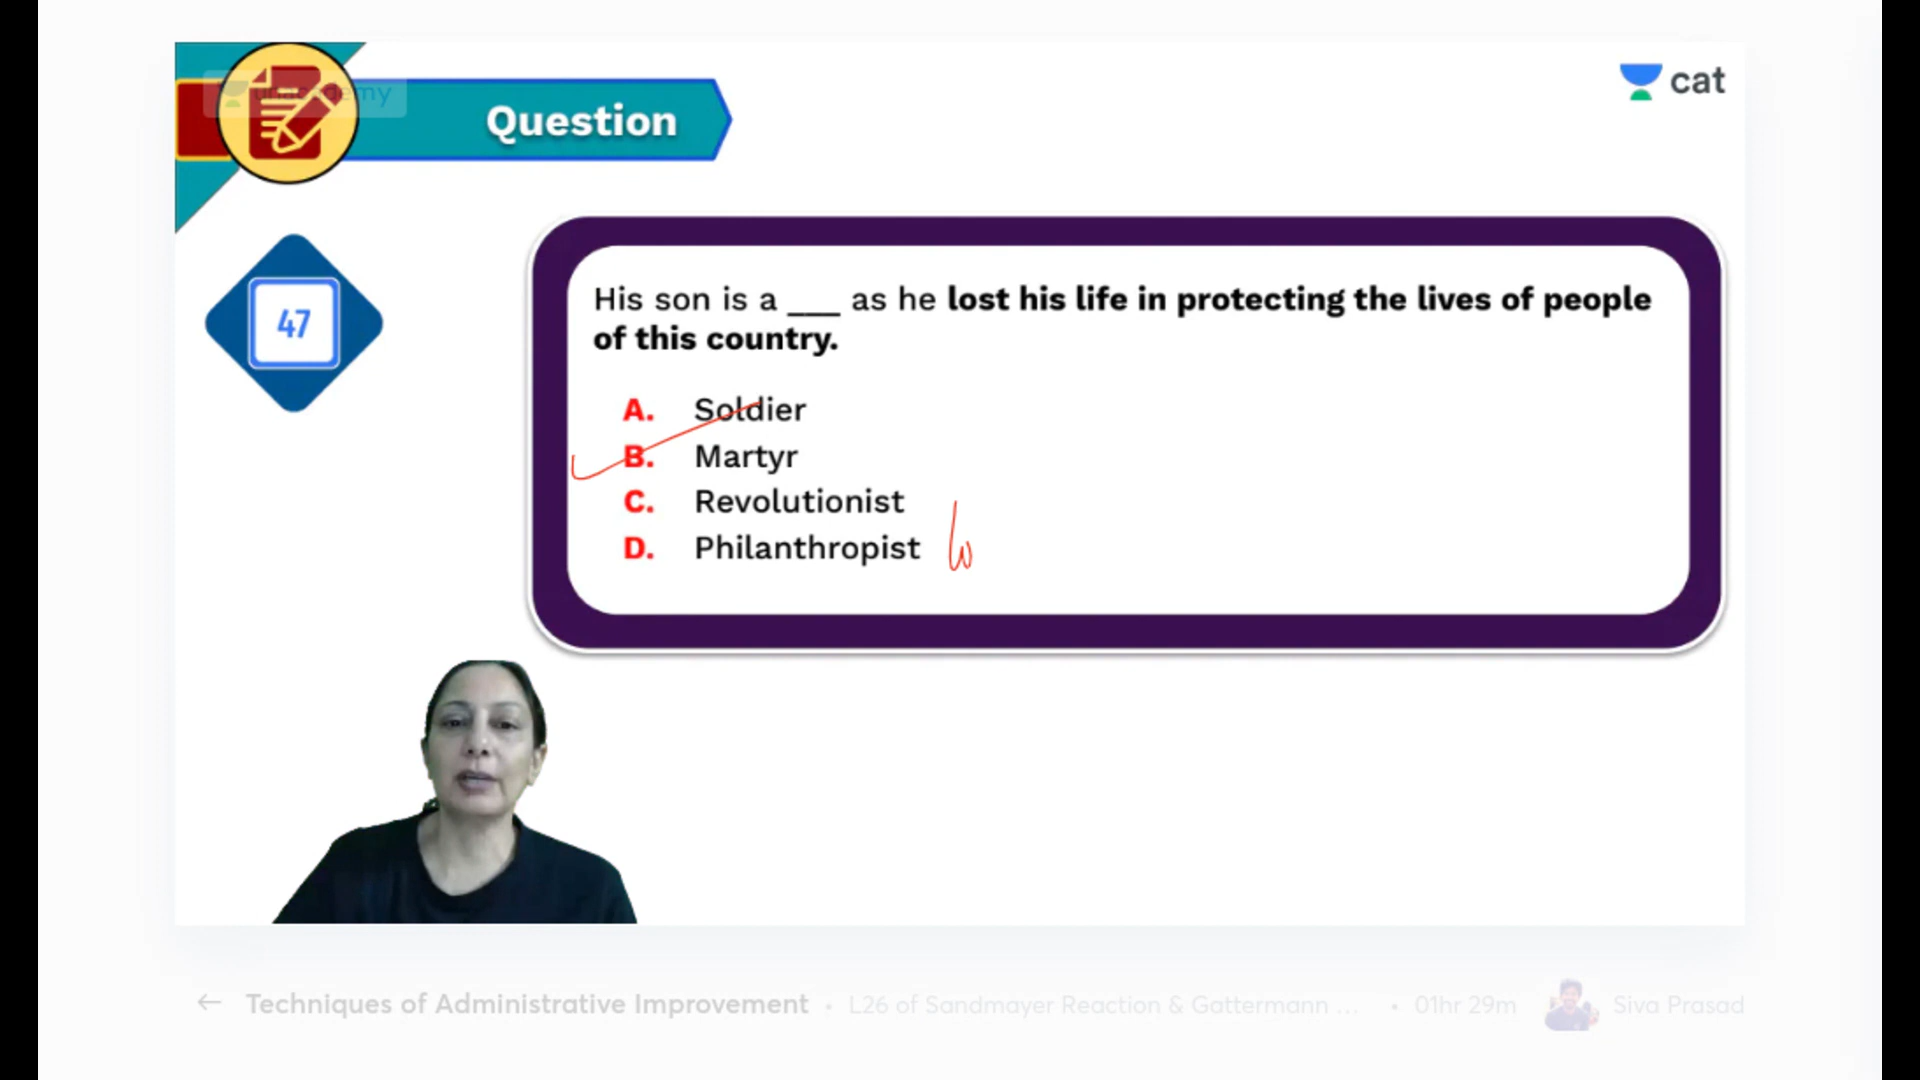 unacademy
Question
cat
47
His son is a ___ as he lost his life in protecting the lives of people
of this country.
A. Soldier
B. Martyr
C. Revolutionist
D. Philanthropist
← Techniques of Administrative Improvement • L26 of Sandmayer Reaction & Gattermann ... • 01hr 29m Siva Prasad